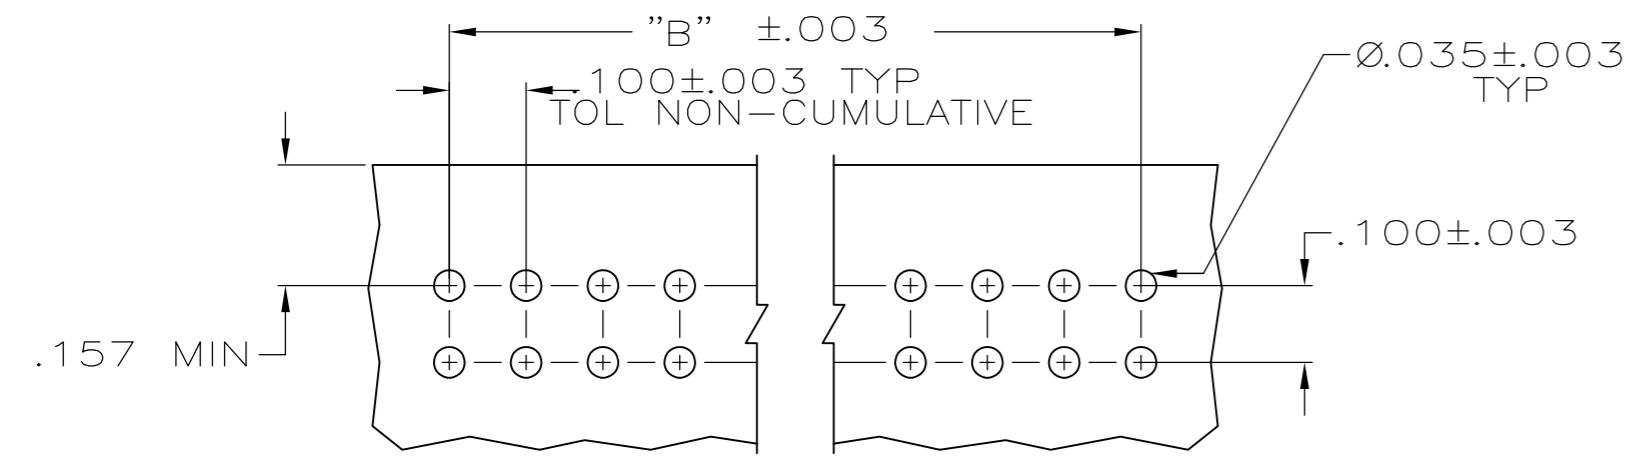 "B" ±.003
.100±.003 TYP
TOL NON-CUMULATIVE
Ø.035±.003
TYP
.100±.003
.157 MIN